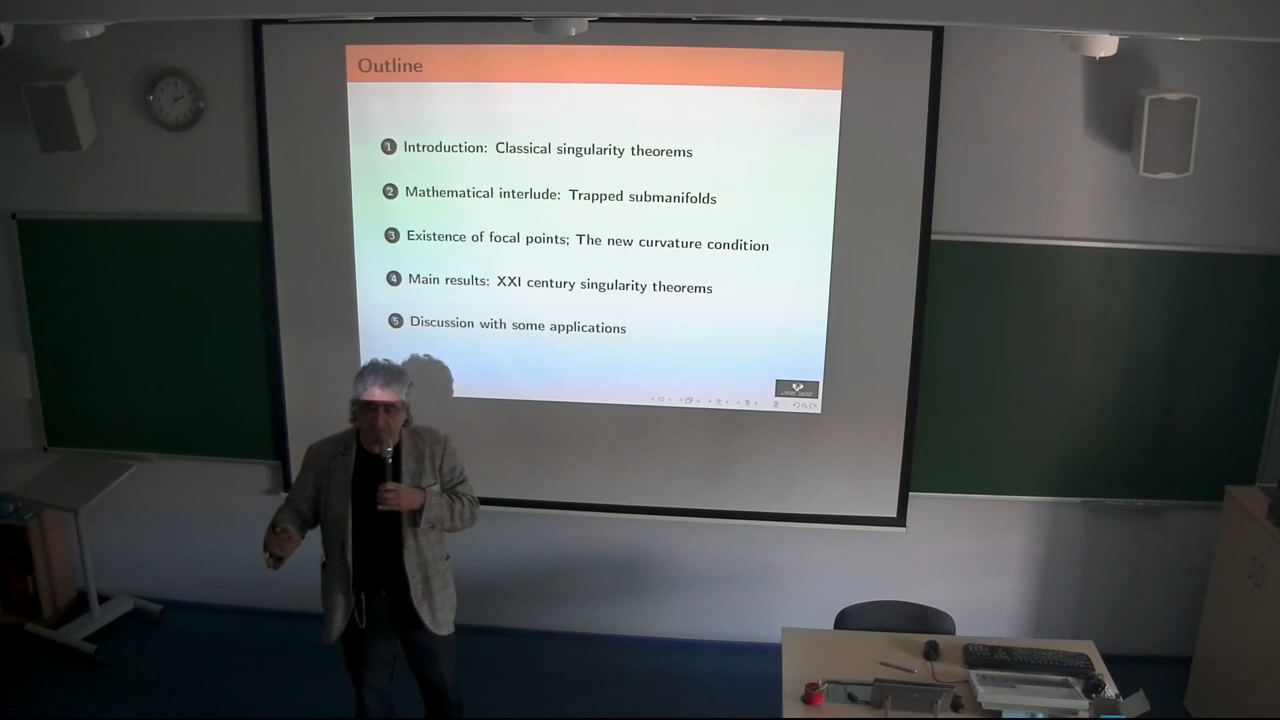 Outline
1 Introduction: Classical singularity theorems
2 Mathematical interlude: Trapped submanifolds
3 Existence of focal points; The new curvature condition
4 Main results: XXI century singularity theorems
5 Discussion with some applications